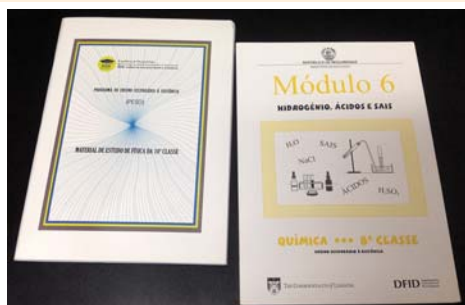 PROGRAMA DE ENSINO SECUNDÁRIO À DISTÂNCIA
(PESD)
MATERIAL DE ESTUDO DE FÍSICA DA 10ª CLASSE
REPÚBLICA DE MOÇAMBIQUE
Módulo 6
HIDROGÉNIO, ÁCIDOS E SAIS
H₂O
SAIS
NaCl
ÁCIDOS
H₂SO₄
QUÍMICA ••• 8ª CLASSE
ENSINO SECUNDÁRIO À DISTÂNCIA
DFID